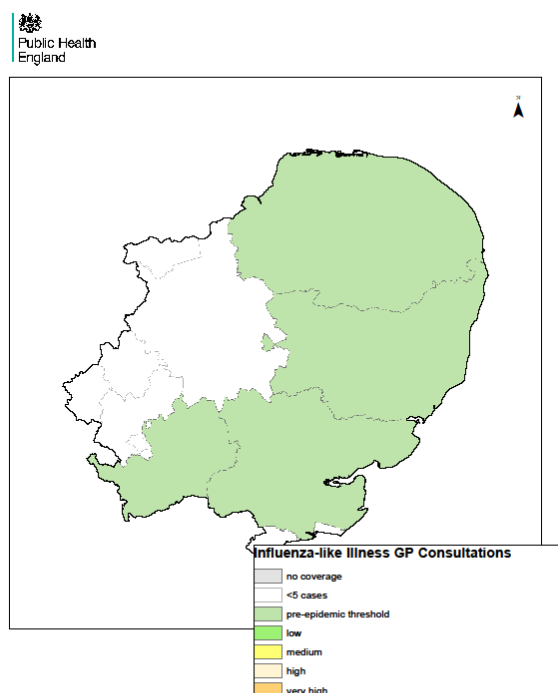 Public Health
England
N
Influenza-like Illness GP Consultations
no coverage
<5 cases
pre-epidemic threshold
low
medium
high
very high